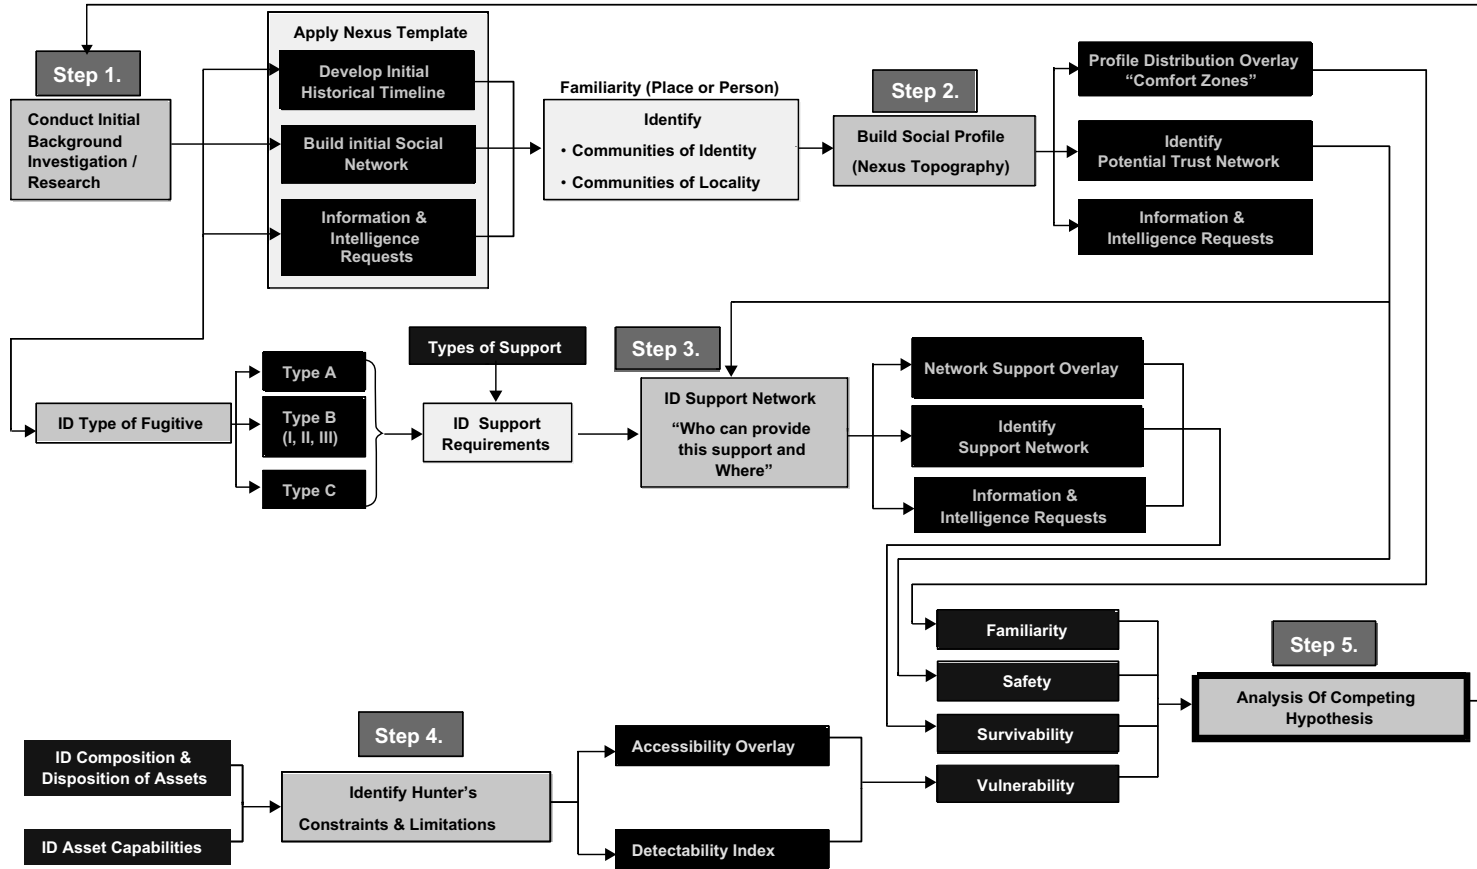 Apply Nexus Template
Step 1.
Conduct Initial
Background
Investigation /
Research
Develop Initial
Historical Timeline
Build initial Social
Network
Information &
Intelligence
Requests
Familiarity (Place or Person)
Identify
• Communities of Identity
• Communities of Locality
Step 2.
Build Social Profile
(Nexus Topography)
Profile Distribution Overlay
“Comfort Zones”
Identify
Potential Trust Network
Information &
Intelligence Requests
ID Type of Fugitive
Type A
Type B
(I, II, III)
Type C
Types of Support
ID Support
Requirements
Step 3.
ID Support Network
“Who can provide
this support and
Where”
Network Support Overlay
Identify
Support Network
Information &
Intelligence Requests
Familiarity
Safety
Survivability
Vulnerability
Step 5.
Analysis Of Competing
Hypothesis
Step 4.
ID Composition &
Disposition of Assets
ID Asset Capabilities
Identify Hunter’s
Constraints & Limitations
Accessibility Overlay
Detectability Index